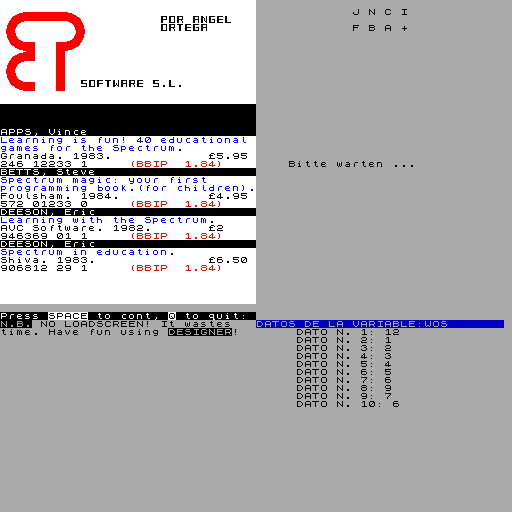 POR ANGEL
ORTEGA
SOFTWARE S.L.
J N C I
F B A +
APPS, Vince
Learning is fun! 40 educational
games for the Spectrum.
Granada. 1983. £5.95
246 12233 1 (BBIP 1.84)
BETTS, Steve
Spectrum magic: your first
programming book.(for children).
Foulsham. 1984. £4.95
572 01233 0 (BBIP 1.84)
DEESON, Eric
Learning with the Spectrum.
AVC Software. 1982. £2
946369 01 1 (BBIP 1.84)
DEESON, Eric
Spectrum in education.
Shiva. 1983. £6.50
906812 29 1 (BBIP 1.84)
Bitte warten ...
Press SPACE to cont, Q to quit:
N.B. NO LOADSCREEN! It wastes
time. Have fun using DESIGNER!
DATOS DE LA VARIABLE:WOS
DATO N. 1: 12
DATO N. 2: 1
DATO N. 3: 2
DATO N. 4: 3
DATO N. 5: 4
DATO N. 6: 5
DATO N. 7: 6
DATO N. 8: 9
DATO N. 9: 7
DATO N. 10: 6